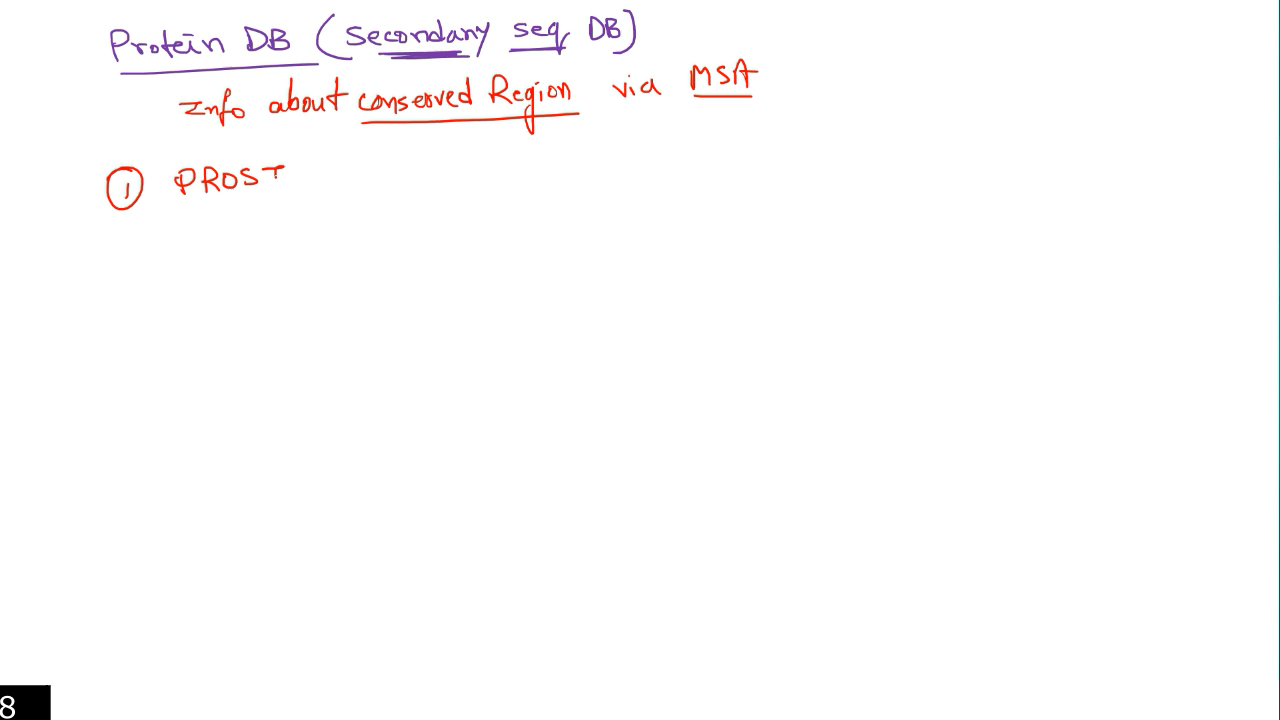 Protein DB (Secondary seq DB)
Info about conserved Region via MSA
① PROST
8